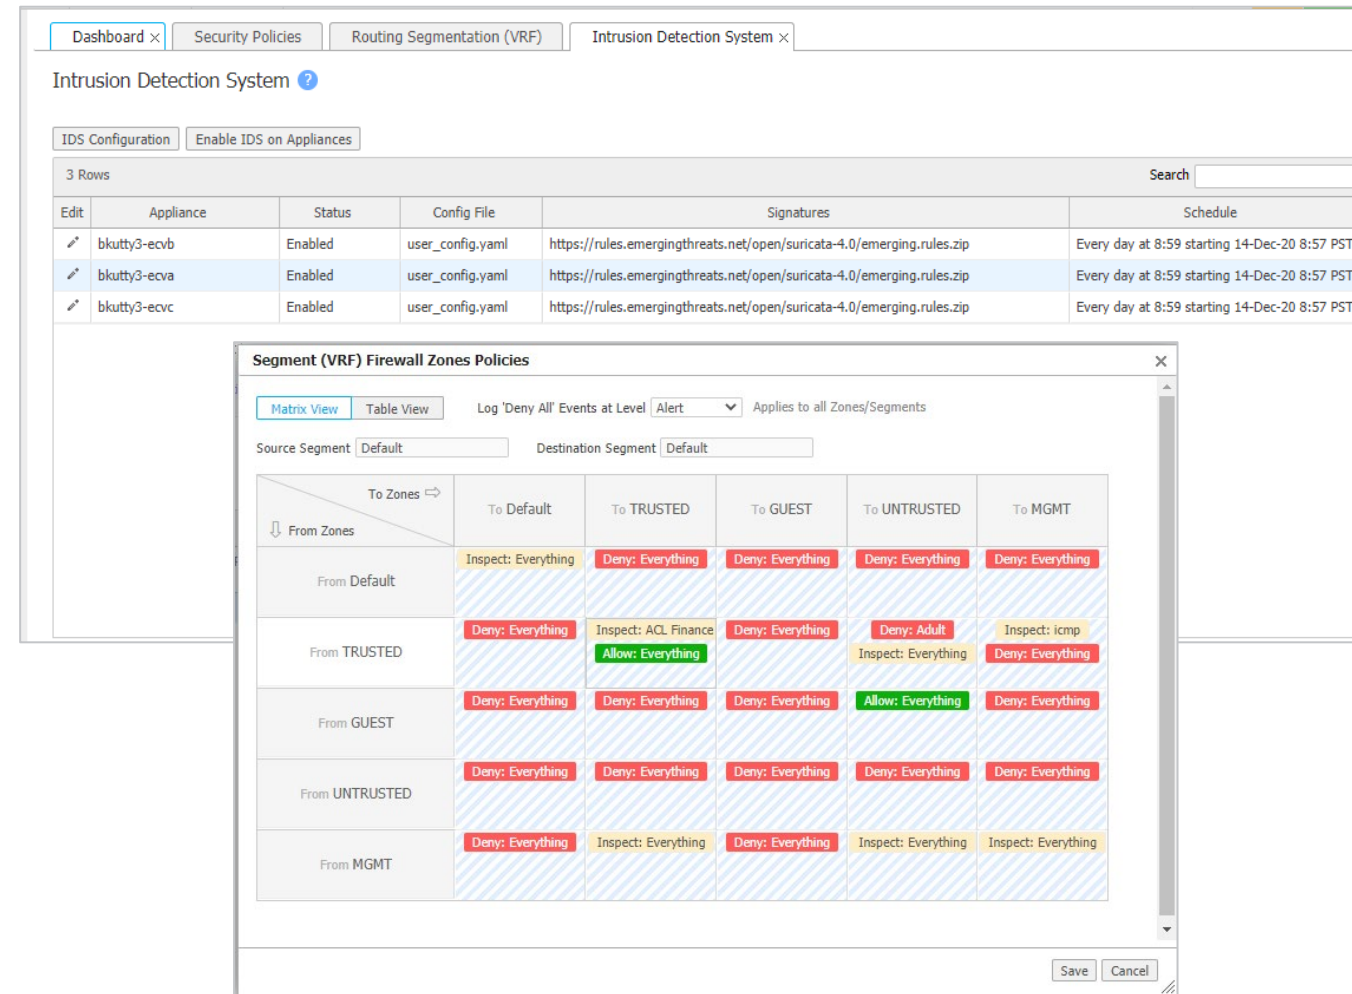 Dashboard × Security Policies Routing Segmentation (VRF) Intrusion Detection System ×
Intrusion Detection System ?
IDS Configuration Enable IDS on Appliances
3 Rows Search
Edit Appliance Status Config File Signatures Schedule
bkutty3-ecvb Enabled user_config.yaml https://rules.emergingthreats.net/open/suricata-4.0/emerging.rules.zip Every day at 8:59 starting 14-Dec-20 8:57 PST
bkutty3-ecva Enabled user_config.yaml https://rules.emergingthreats.net/open/suricata-4.0/emerging.rules.zip Every day at 8:59 starting 14-Dec-20 8:57 PST
bkutty3-ecvc Enabled user_config.yaml https://rules.emergingthreats.net/open/suricata-4.0/emerging.rules.zip Every day at 8:59 starting 14-Dec-20 8:57 PST
Segment (VRF) Firewall Zones Policies ×
Matrix View Table View Log 'Deny All' Events at Level Alert Applies to all Zones/Segments
Source Segment Default Destination Segment Default
To Zones
From Zones
To Default To TRUSTED To GUEST To UNTRUSTED To MGMT
Inspect: Everything Deny: Everything Deny: Everything Deny: Everything Deny: Everything
From Default
Deny: Everything Inspect: ACL Finance Deny: Everything Deny: Adult Inspect: icmp
From TRUSTED
Allow: Everything Inspect: Everything Deny: Everything
Deny: Everything Deny: Everything Deny: Everything Allow: Everything Deny: Everything
From GUEST
Deny: Everything Deny: Everything Deny: Everything Deny: Everything Deny: Everything
From UNTRUSTED
Deny: Everything Inspect: Everything Deny: Everything Inspect: Everything Inspect: Everything
From MGMT
Save Cancel